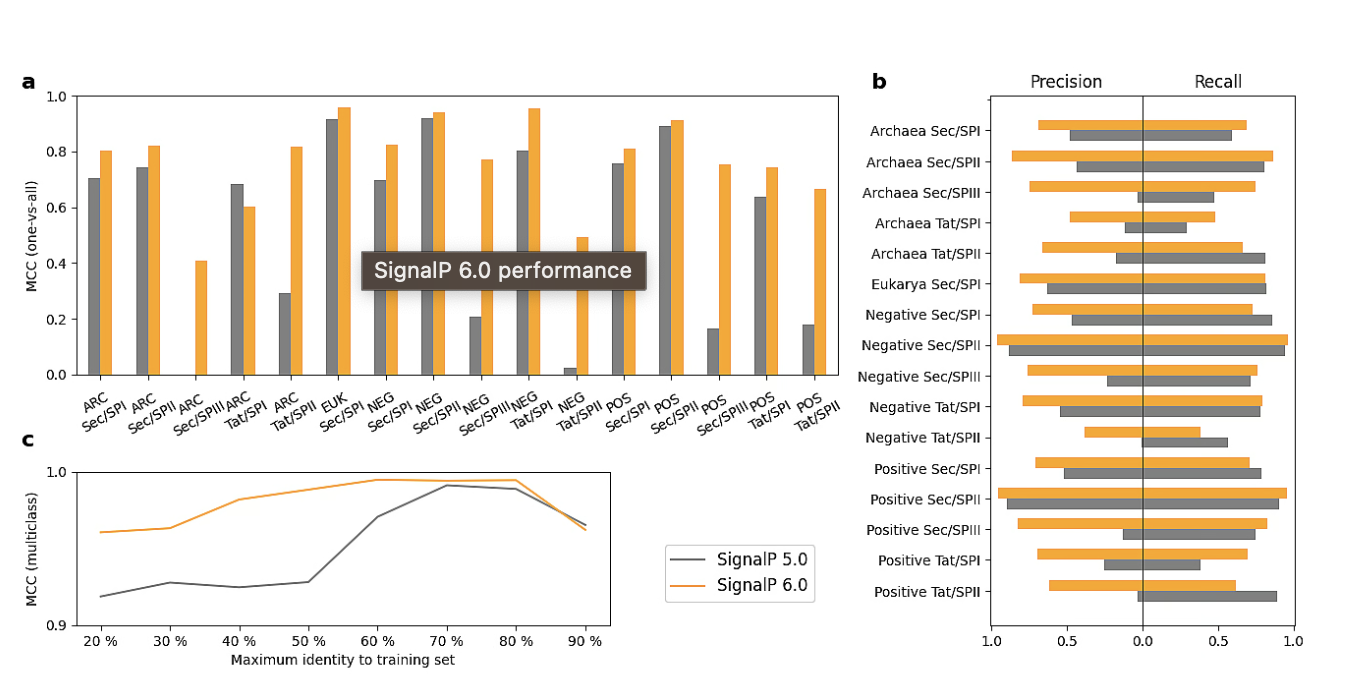 a
1.0
0.8
0.6
0.4
0.2
0.0
MCC (one-vs-all)
SignalP 6.0 performance
ARC
Sec/SPI
ARC
Sec/SPII
ARC
Sec/SPIII
ARC
Tat/SPI
ARC
Tat/SPII
EUK
Sec/SPI
NEG
Sec/SPI
NEG
Sec/SPII
NEG
Sec/SPIII
NEG
Tat/SPI
NEG
Tat/SPII
POS
Sec/SPI
POS
Sec/SPII
POS
Sec/SPIII
POS
Tat/SPI
POS
Tat/SPII
b
Precision Recall
Archaea Sec/SPI
Archaea Sec/SPII
Archaea Sec/SPIII
Archaea Tat/SPI
Archaea Tat/SPII
Eukarya Sec/SPI
Negative Sec/SPI
Negative Sec/SPII
Negative Sec/SPIII
Negative Tat/SPI
Negative Tat/SPII
Positive Sec/SPI
Positive Sec/SPII
Positive Sec/SPIII
Positive Tat/SPI
Positive Tat/SPII
1.0 0.5 0.0 0.5 1.0
c
1.0
0.9
MCC (multiclass)
20 % 30 % 40 % 50 % 60 % 70 % 80 % 90 %
Maximum identity to training set
SignalP 5.0
SignalP 6.0